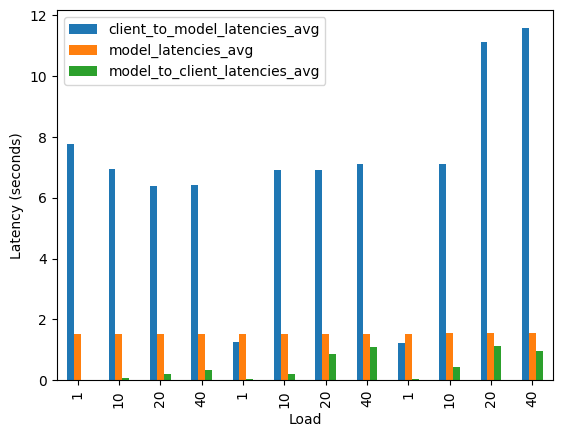 client_to_model_latencies_avg
model_latencies_avg
model_to_client_latencies_avg
12
10
8
6
4
2
0
Latency (seconds)
1 10 20 40 1 10 20 40 1 10 20 40
Load